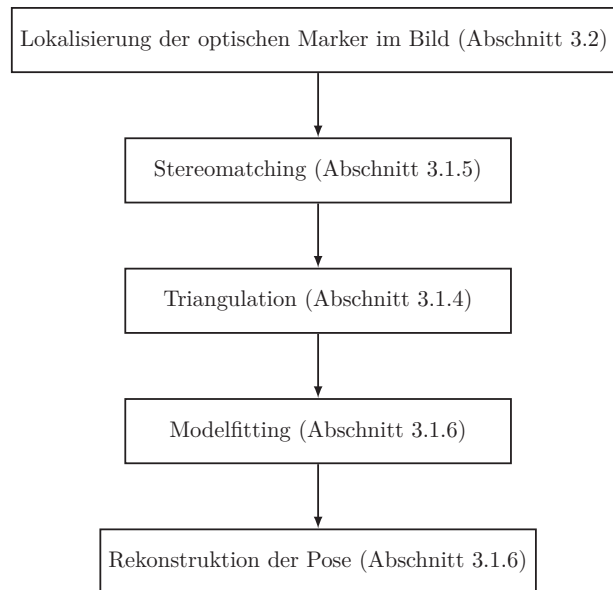 Lokalisierung der optischen Marker im Bild (Abschnitt 3.2)
Stereomatching (Abschnitt 3.1.5)
Triangulation (Abschnitt 3.1.4)
Modelfitting (Abschnitt 3.1.6)
Rekonstruktion der Pose (Abschnitt 3.1.6)